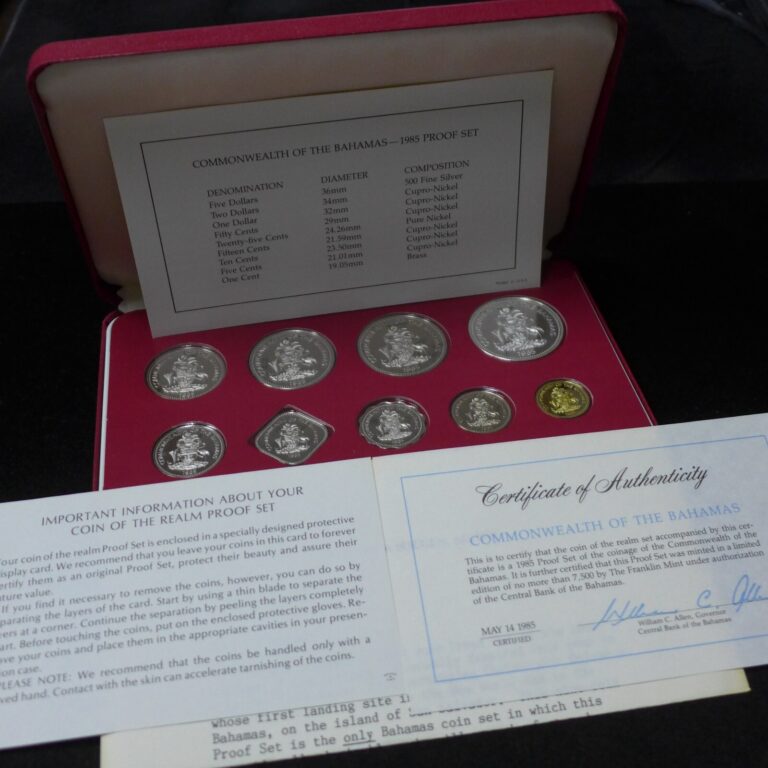 COMMONWEALTH OF THE BAHAMAS—1985 PROOF SET
DENOMINATION DIAMETER COMPOSITION
Five Dollars 36mm 500 Fine Silver
Two Dollars 34mm Cupro-Nickel
One Dollar 32mm Cupro-Nickel
Fifty Cents 29mm Pure Nickel
Twenty-five Cents 24.26mm Cupro-Nickel
Fifteen Cents 21.59mm Cupro-Nickel
Ten Cents 23.50mm Cupro-Nickel
Five Cents 21.01mm Brass
One Cent 19.05mm
IMPORTANT INFORMATION ABOUT YOUR
COIN OF THE REALM PROOF SET
Your coin of the realm Proof Set is enclosed in a specially designed protective
display card. We recommend that you leave your coins in this card to forever
certify them as an original Proof Set, protect their beauty and assure their
future value.
If you find it necessary to remove the coins, however, you can do so by
parating the layers of the card. Start by using a thin blade to separate the
yers at a corner. Continue the separation by peeling the layers completely
art. Before touching the coins, put on the enclosed protective gloves. Re-
ove your coins and place them in the appropriate cavities in your presen-
ion case.
PLEASE NOTE: We recommend that the coins be handled only with a
ved hand. Contact with the skin can accelerate tarnishing of the coins.
Certificate of Authenticity
COMMONWEALTH OF THE BAHAMAS
This is to certify that the coin of the realm set accompanied by this cer-
tificate is a 1985 Proof Set of the coinage of the Commonwealth of the
Bahamas. It is further certified that this Proof Set was minted in a limited
edition of no more than 7,500 by The Franklin Mint under authorization
of the Central Bank of the Bahamas.
MAY 14 1985
CERTIFIED
William C. Allen
William C. Allen, Governor
Central Bank of the Bahamas
whose first landing site i
Bahamas, on the island of
Proof Set is the only Bahamas coin set in which this